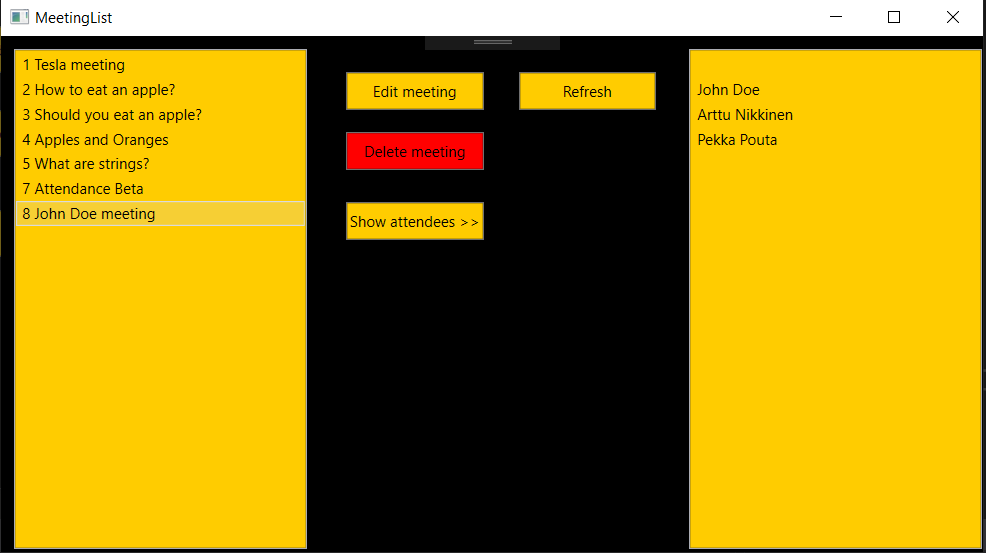 MeetingList
1 Tesla meeting
2 How to eat an apple?
3 Should you eat an apple?
4 Apples and Oranges
5 What are strings?
7 Attendance Beta
8 John Doe meeting
Edit meeting
Refresh
Delete meeting
Show attendees >>
John Doe
Arttu Nikkinen
Pekka Pouta